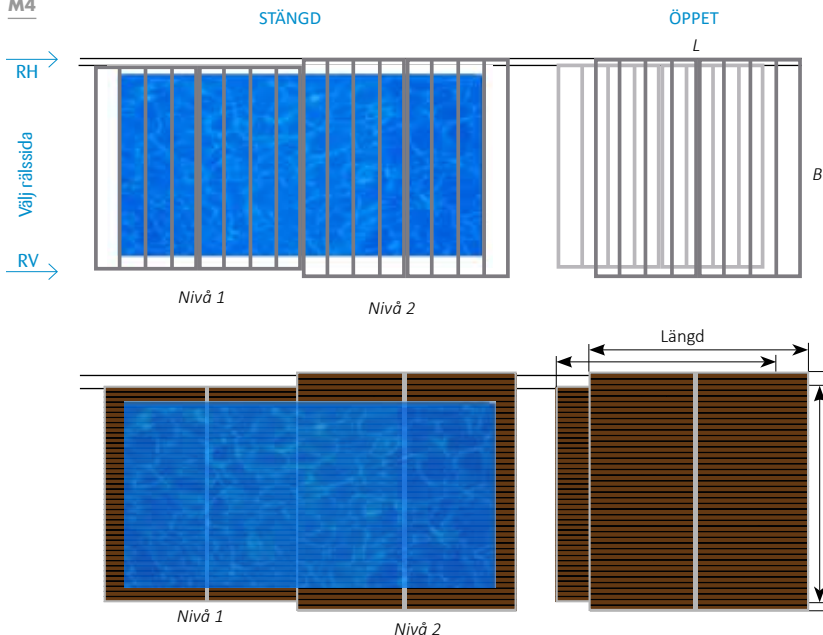 M4
STÄNGD
ÖPPET
L
RH
Välj rälssida
B
RV
Nivå 1
Nivå 2
Längd
Nivå 1
Nivå 2